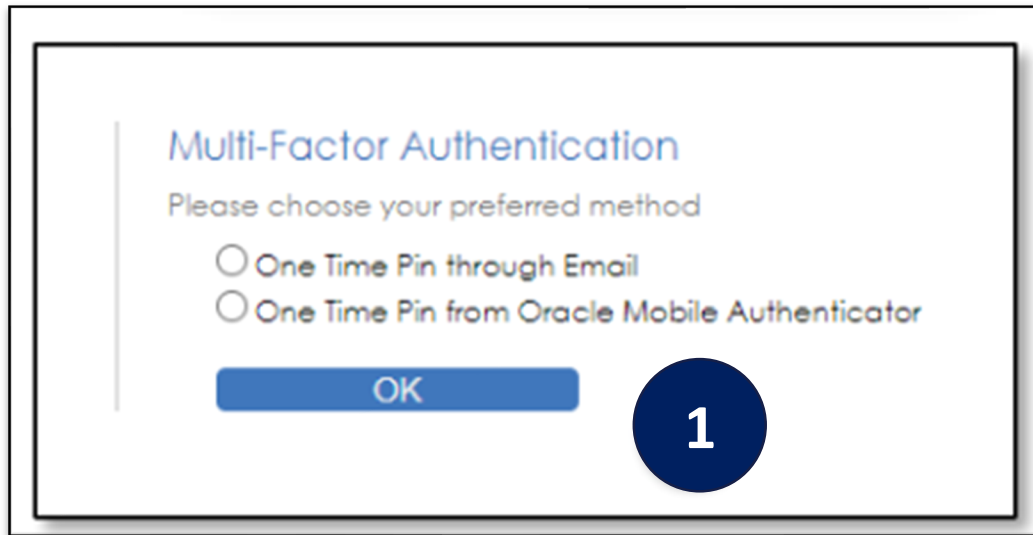 Multi-Factor Authentication
Please choose your preferred method
One Time Pin through Email
One Time Pin from Oracle Mobile Authenticator
OK
1